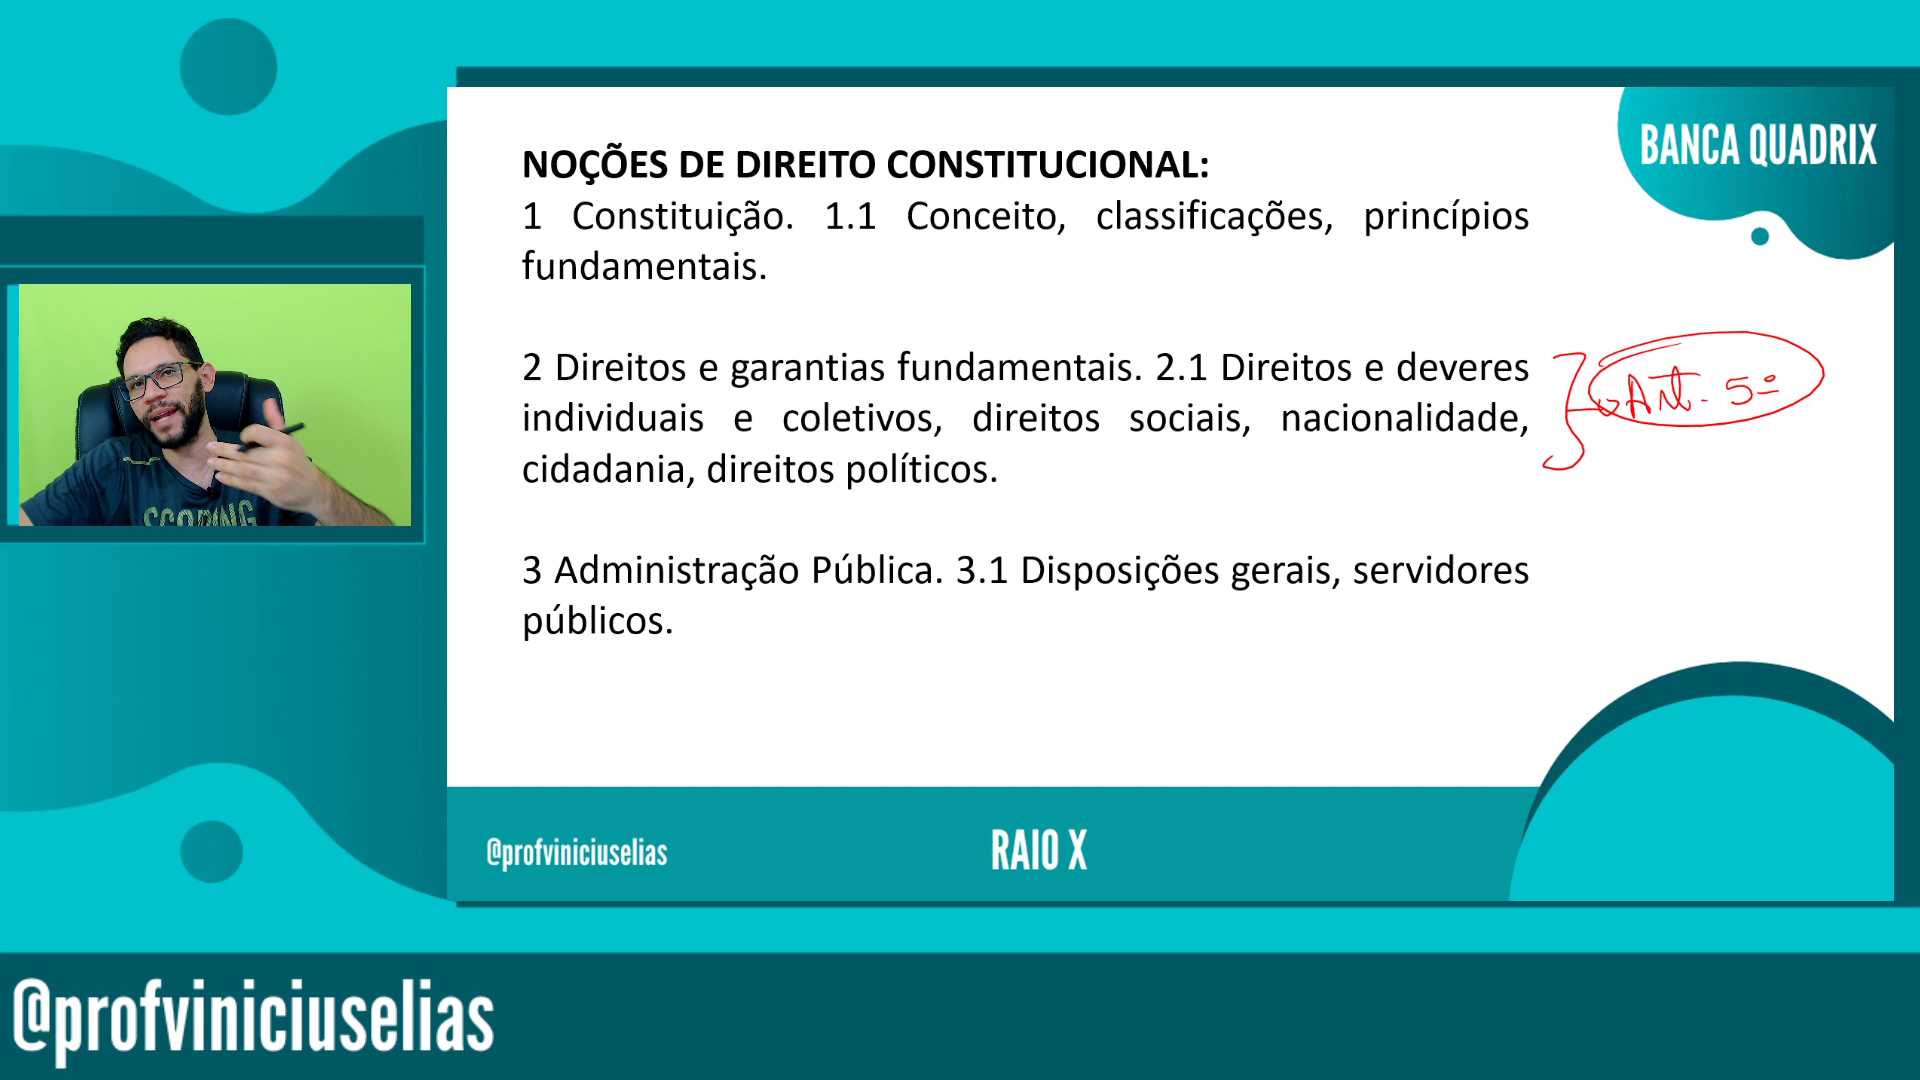 BANCA QUADRIX
NOÇÕES DE DIREITO CONSTITUCIONAL:
1 Constituição. 1.1 Conceito, classificações, princípios
fundamentais.
2 Direitos e garantias fundamentais. 2.1 Direitos e deveres
individuais e coletivos, direitos sociais, nacionalidade,
cidadania, direitos políticos.
Art. 5º
3 Administração Pública. 3.1 Disposições gerais, servidores
públicos.
SCORING
@profviniciuselias
RAIO X
@profviniciuselias